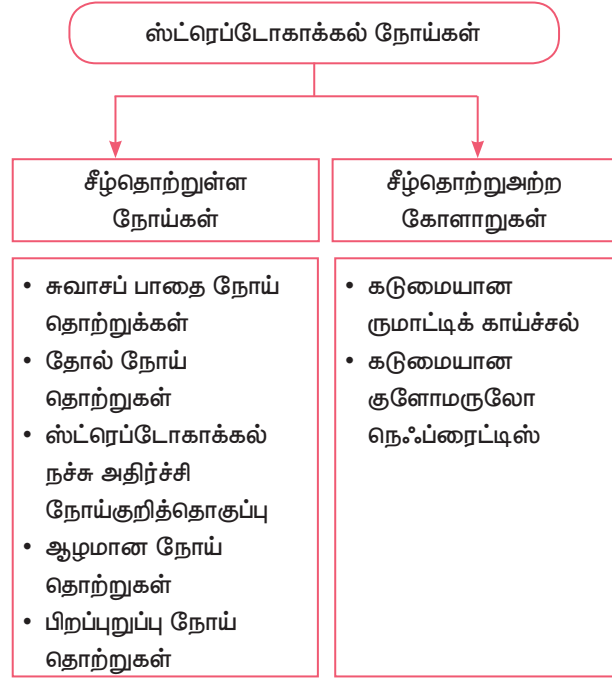 ஸ்ட்ரெப்டோகாக்கல் நோய்கள்
சீழ்தொற்றுள்ள
நோய்கள்
• சுவாசப் பாதை நோய்
தொற்றுக்கள்
• தோல் நோய்
தொற்றுகள்
• ஸ்ட்ரெப்டோகாக்கல்
நச்சு அதிர்ச்சி
நோய்குறித்தொகுப்பு
• ஆழமான நோய்
தொற்றுகள்
• பிறப்புறுப்பு நோய்
தொற்றுகள்
சீழ்தொற்றுஅற்ற
கோளாறுகள்
• கடுமையான
ருமாட்டிக் காய்ச்சல்
• கடுமையான
குளோமருலோ
நெஃப்ரைட்டிஸ்